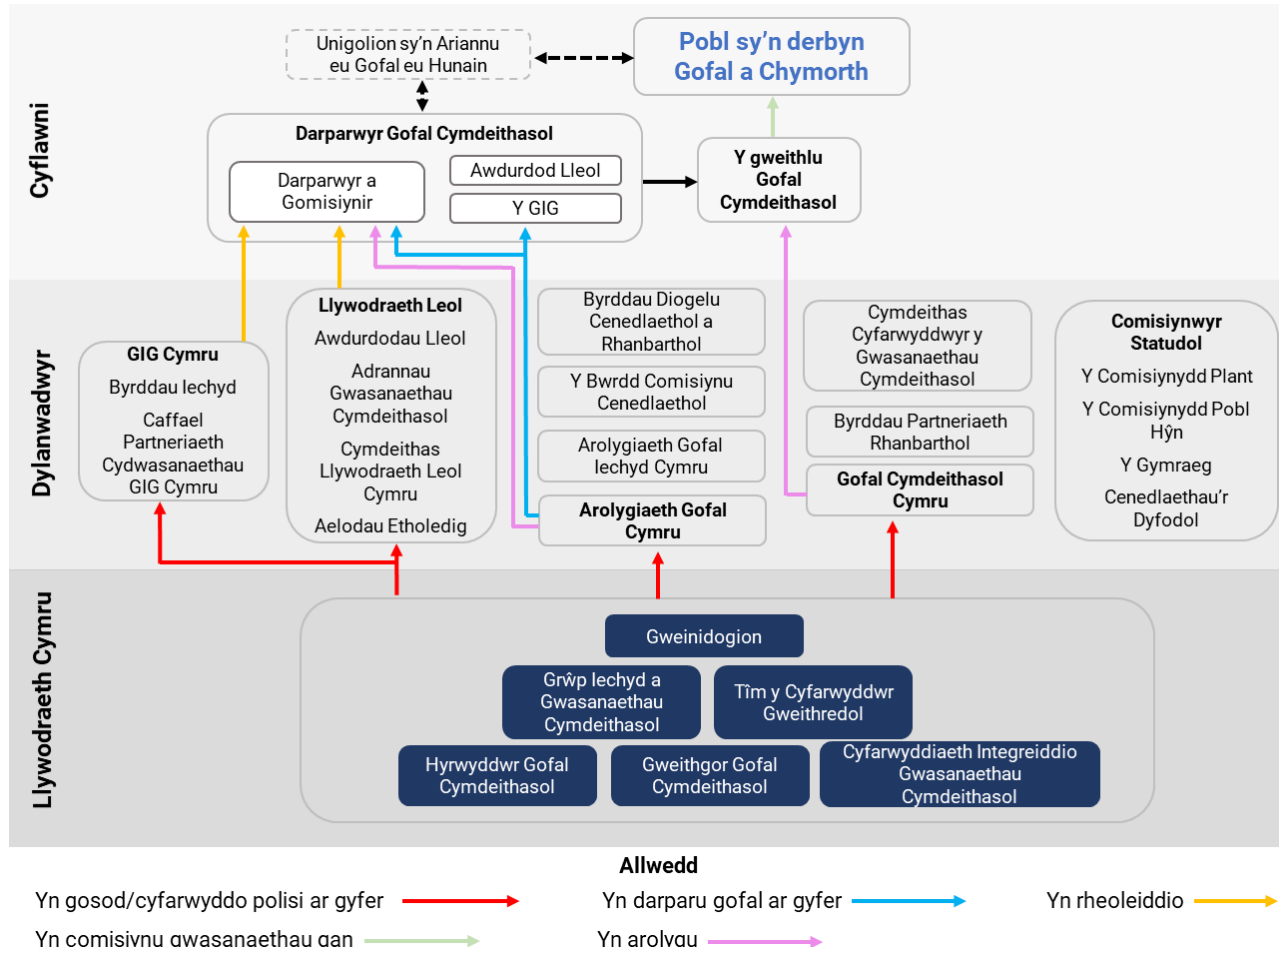 Cyflawni
Unigolion sy’n Ariannu
eu Gofal eu Hunain
Pobl sy’n derbyn
Gofal a Chymorth
Darparwyr Gofal Cymdeithasol
Darparwyr a
Gomisiynir
Awdurdod Lleol
Y GIG
Y gweithlu
Gofal
Cymdeithasol
Dylanwadwyr
GIG Cymru
Byrddau Iechyd
Caffael
Partneriaeth
Cydwasanaethau
GIG Cymru
Llywodraeth Leol
Awdurdodau Lleol
Adrannau
Gwasanaethau
Cymdeithasol
Cymdeithas
Llywodraeth Leol
Cymru
Aelodau Etholedig
Byrddau Diogelu
Cenedlaethol a
Rhanbarthol
Y Bwrdd Comisiynu
Cenedlaethol
Arolygiaeth Gofal
Iechyd Cymru
Arolygiaeth Gofal
Cymru
Cymdeithas
Cyfarwyddwyr y
Gwasanaethau
Cymdeithasol
Byrddau Partneriaeth
Rhanbarthol
Gofal Cymdeithasol
Cymru
Comisiynwyr
Statudol
Y Comisiynydd Plant
Y Comisiynydd Pobl
Hŷn
Y Gymraeg
Cenedlaethau’r
Dyfodol
Llywodraeth Cymru
Gweinidogion
Grŵp Iechyd a
Gwasanaethau
Cymdeithasol
Tîm y Cyfarwyddwr
Gweithredol
Hyrwyddwr Gofal
Cymdeithasol
Gweithgor Gofal
Cymdeithasol
Cyfarwyddiaeth Integreiddio
Gwasanaethau
Cymdeithasol
Allwedd
Yn gosod/cyfarwyddo polisi ar gyfer
Yn darparu gofal ar gyfer
Yn rheoleiddio
Yn comisiynu gwasanaethau gan
Yn arolygu